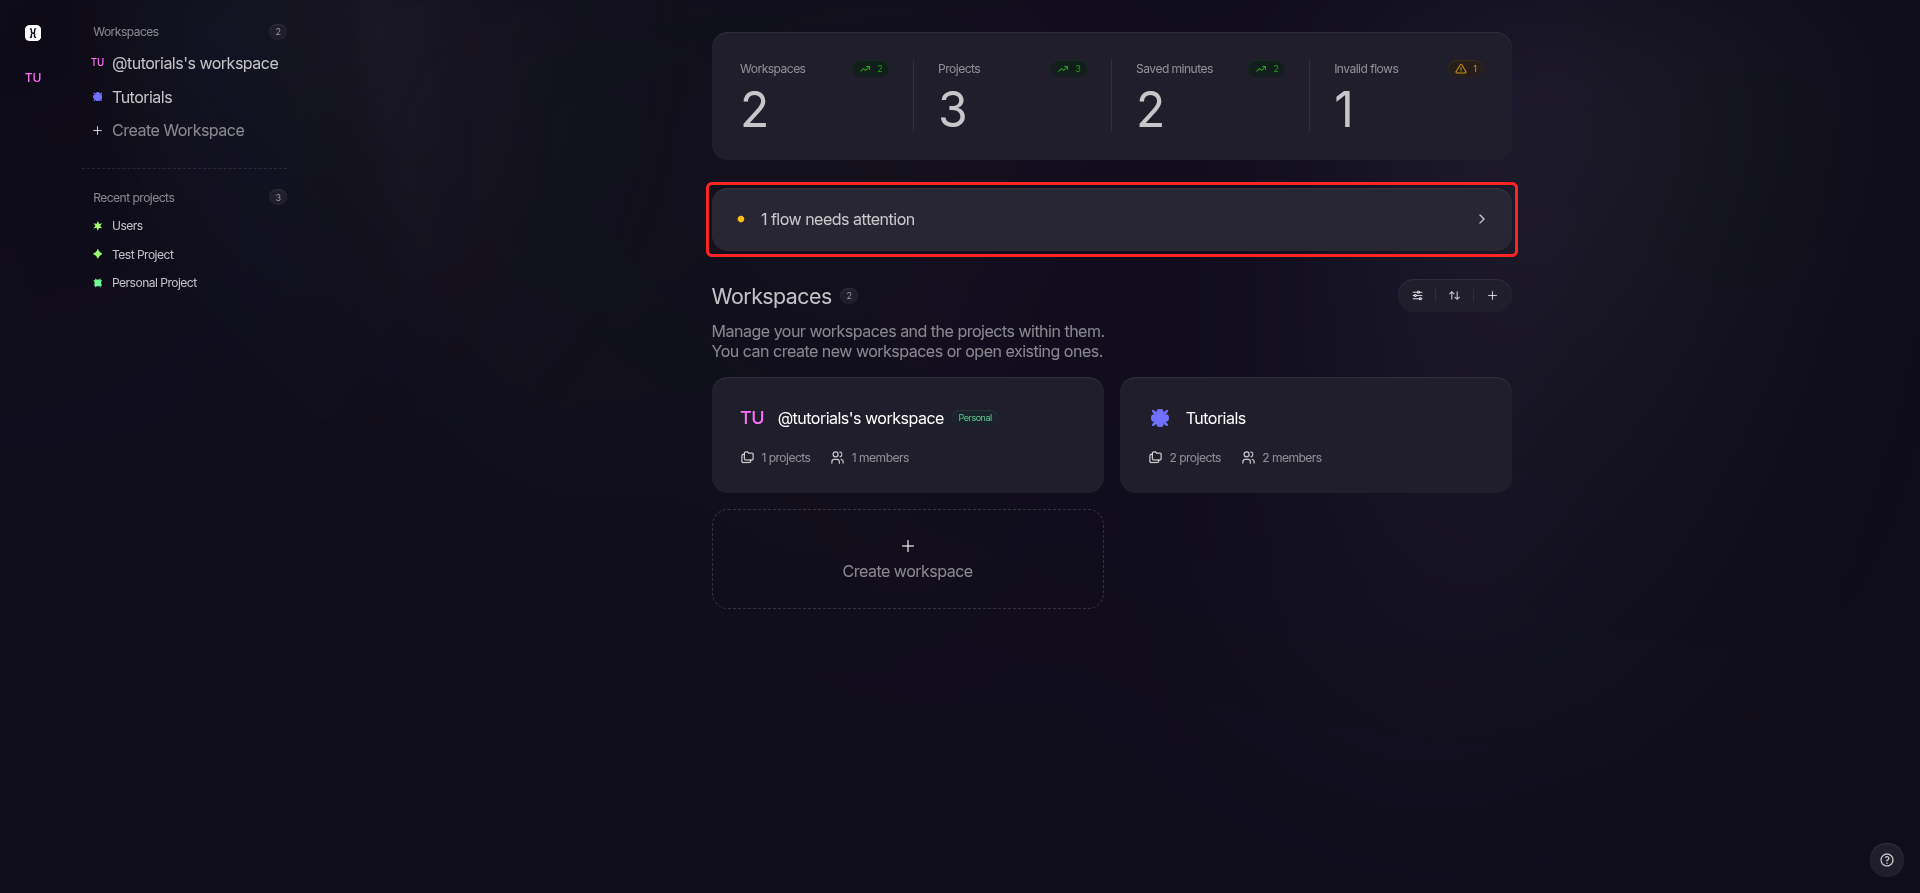 TU
Workspaces 2
TU @tutorials's workspace
Tutorials
Create Workspace
Recent projects 3
Users
Test Project
Personal Project
Workspaces 2
2
Projects 3
3
Saved minutes 2
2
Invalid flows 1
1
1 flow needs attention
Workspaces 2
Manage your workspaces and the projects within them.
You can create new workspaces or open existing ones.
TU @tutorials's workspace Personal
1 projects 1 members
Tutorials
2 projects 2 members
Create workspace